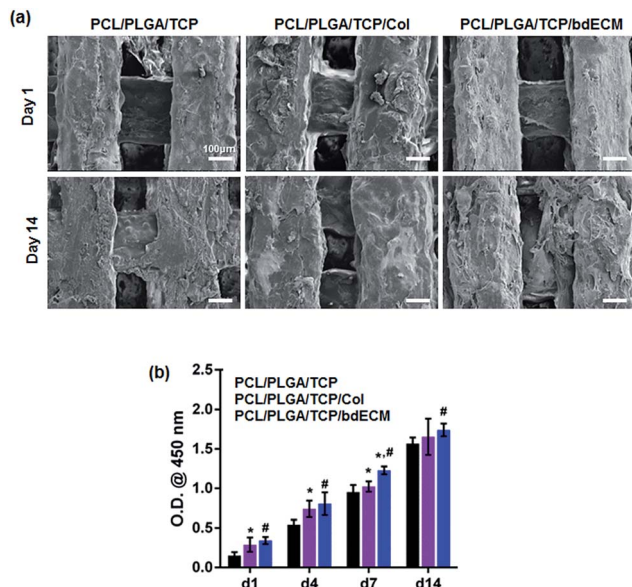 (a)
PCL/PLGA/TCP PCL/PLGA/TCP/Col PCL/PLGA/TCP/bdECM
Day 1
100μm
Day 14
(b)
PCL/PLGA/TCP
PCL/PLGA/TCP/Col
PCL/PLGA/TCP/bdECM
O.D. @ 450 nm
2.5
2.0
1.5
1.0
0.5
0.0
* #
* #
* *,#
#
d1 d4 d7 d14